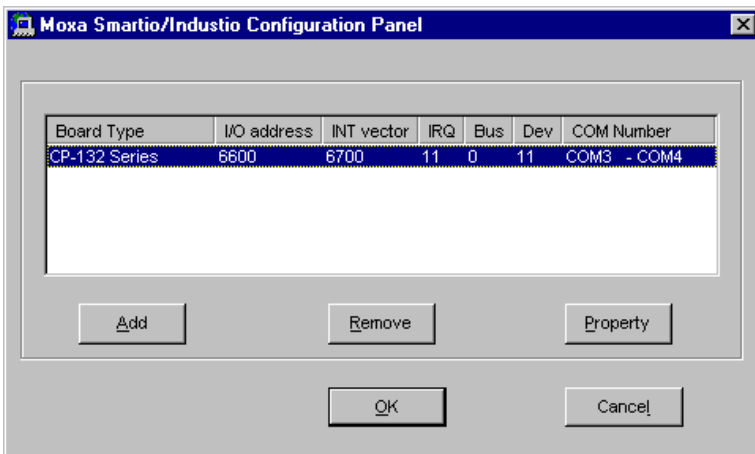 Moxa Smartio/Industio Configuration Panel
Board Type I/O address INT vector IRQ Bus Dev COM Number
CP-132 Series 6600 6700 11 0 11 COM3 - COM4
Add Remove Property
OK Cancel